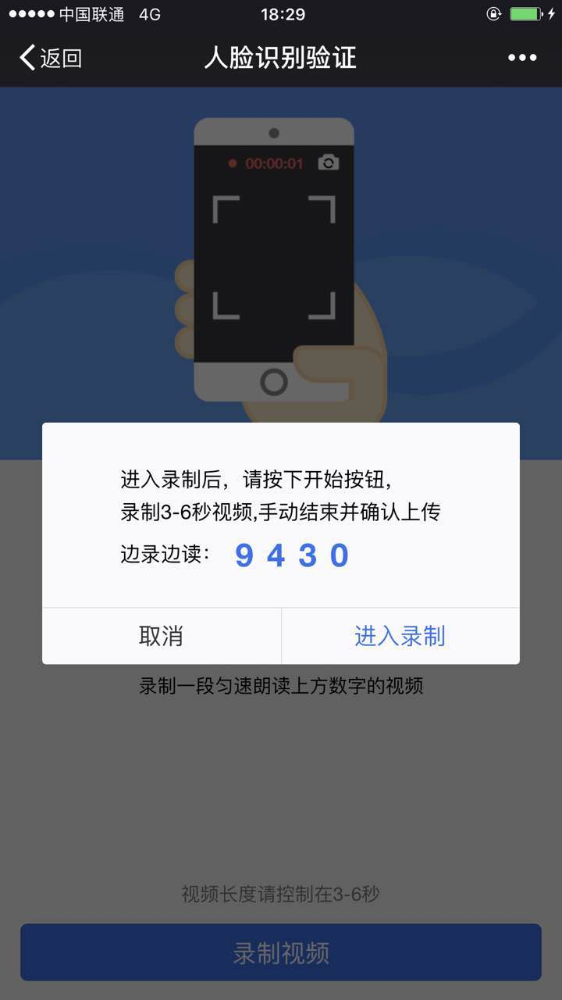 中国联通 4G 18:29
返回 人脸识别验证
00:00:01
进入录制后，请按下开始按钮，
录制3-6秒视频,手动结束并确认上传
边录边读： 9 4 3 0
取消 进入录制
录制一段匀速朗读上方数字的视频
视频长度请控制在3-6秒
录制视频